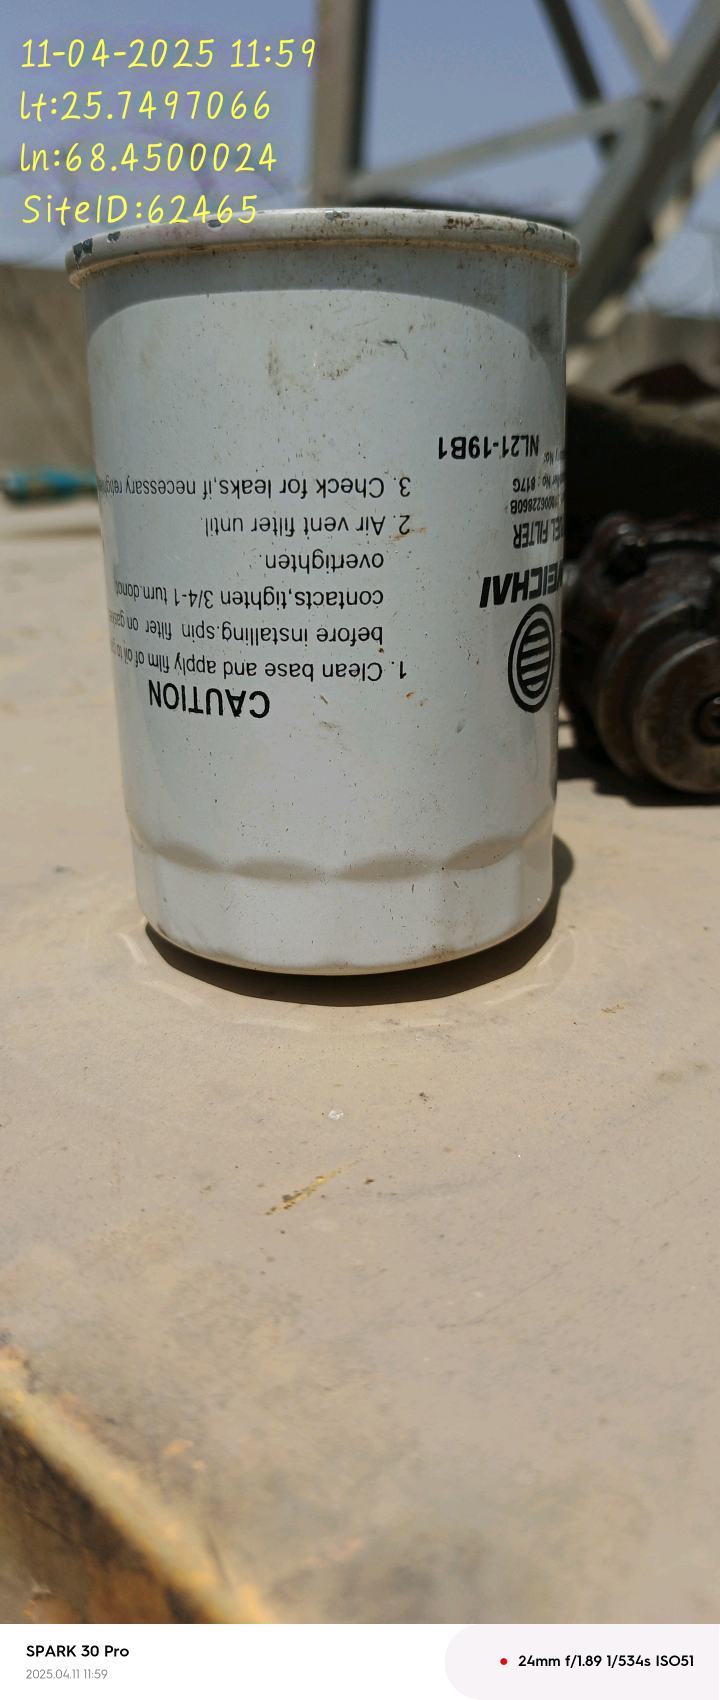 11-04-2025 11:59
lt:25.7497066
ln:68.4500024
SiteID:62465
CAUTION
1. Clean base and apply film of oil to
before installing.spin filter on
contacts,tighten 3/4-1 turn.
overtighten.
2. Air vent filter until
3. Check for leaks,if necessary
WEICHAI
FILTER
817G
NL21-19B1
SPARK 30 Pro
2025.04.11 11:59
24mm f/1.89 1/534s ISO51